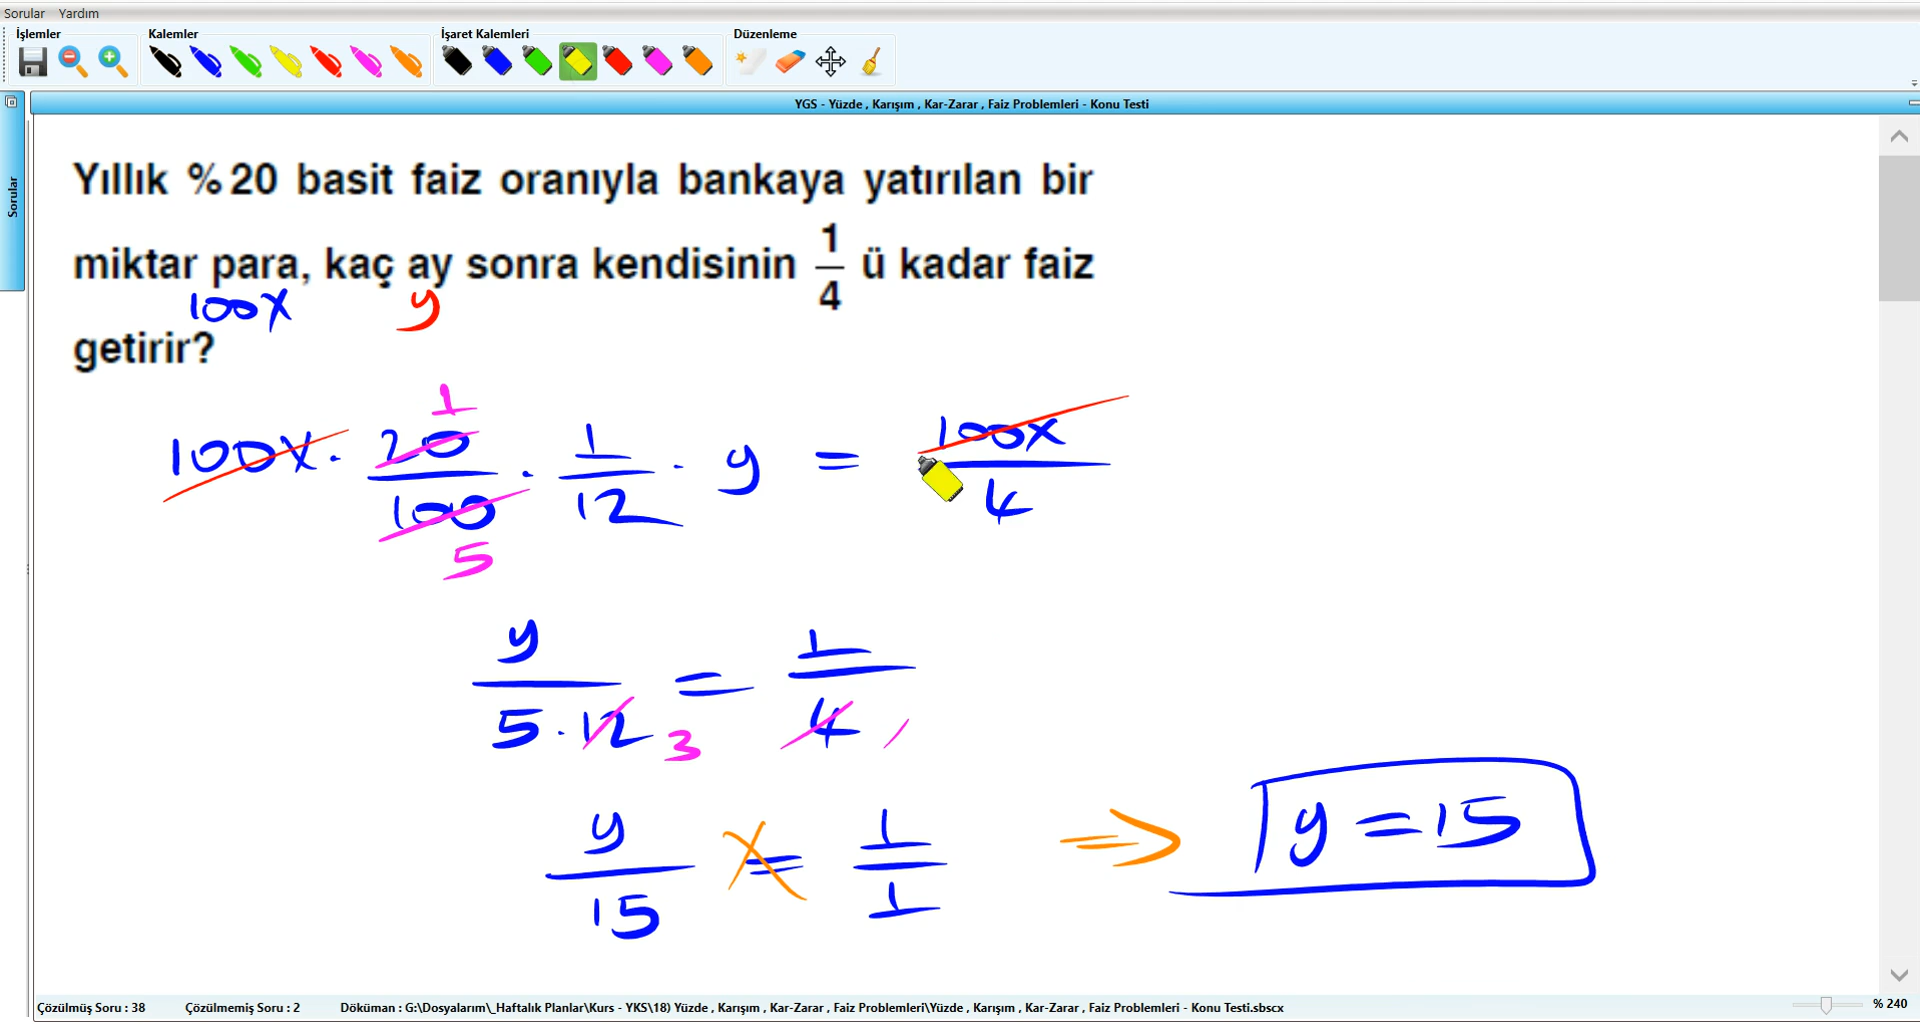 Sorular Yardım
İşlemler Kalemler İşaret Kalemleri Düzenleme
Sorular
YGS - Yüzde , Karışım , Kar-Zarar , Faiz Problemleri - Konu Testi
Yıllık %20 basit faiz oranıyla bankaya yatırılan bir
miktar para, kaç ay sonra kendisinin 1/4 ü kadar faiz
100x y
getirir?
1
100x · 20/100 · 1/12 · y = 100x/4
5
y/5·12 = 1/4
3
y/15 = 1/1 ⇒ y = 15
Çözülmüş Soru : 38 Çözülmemiş Soru : 2 Döküman : G:\Dosyalarım\_Haftalık Planlar\Kurs - YKS\18) Yüzde , Karışım , Kar-Zarar , Faiz Problemleri\Yüzde , Karışım , Kar-Zarar , Faiz Problemleri - Konu Testi.sbscx % 240